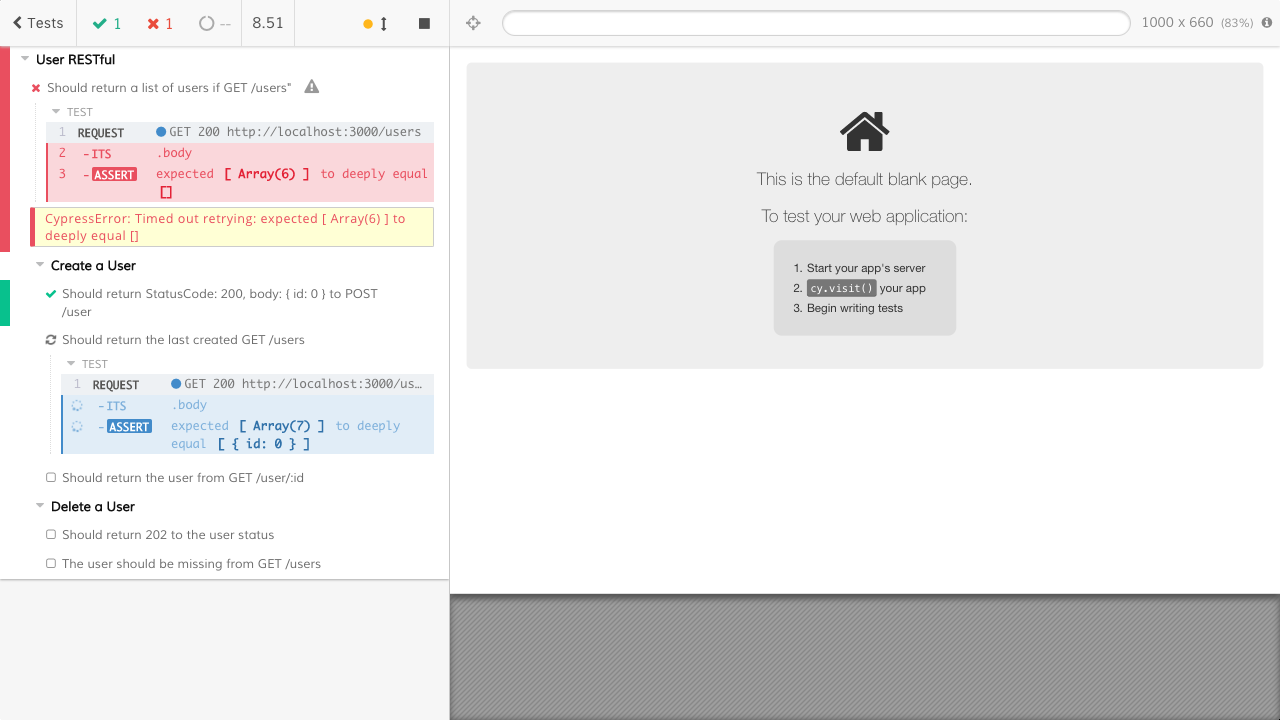 Tests 1 1 -- 8.51 1000 x 660 (83%)
User RESTful
Should return a list of users if GET /users"
TEST
1 REQUEST GET 200 http://localhost:3000/users
2 -ITS .body
3 -ASSERT expected [ Array(6) ] to deeply equal
[]
CypressError: Timed out retrying: expected [ Array(6) ] to
deeply equal []
Create a User
Should return StatusCode: 200, body: { id: 0 } to POST
/user
Should return the last created GET /users
TEST
1 REQUEST GET 200 http://localhost:3000/us…
-ITS .body
-ASSERT expected [ Array(7) ] to deeply
equal [ { id: 0 } ]
Should return the user from GET /user/:id
Delete a User
Should return 202 to the user status
The user should be missing from GET /users
This is the default blank page.
To test your web application:
1. Start your app's server
2. cy.visit() your app
3. Begin writing tests